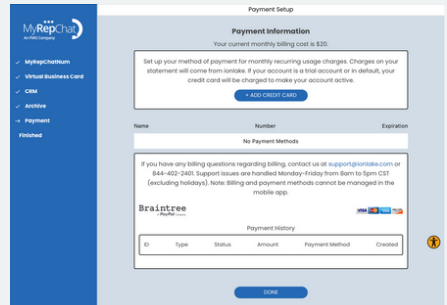 Payment Setup
MyRepChat
An ionlake Company
MyRepChatNum
Virtual Business Card
CRM
Archive
Payment
Finished
Payment Information
Your current monthly billing cost is $20.
Set up your method of payment for monthly recurring usage charges. Charges on your
statement will come from ionlake. If your account is a trial account or in default, your
credit card will be charged to make your account active.
+ ADD CREDIT CARD
Name Number Expiration
No Payment Methods
If you have any billing questions regarding billing, contact us at support@ionlake.com or
844-402-2401. Support issues are handled Monday-Friday from 8am to 5pm CST
(excluding holidays). Note: Billing and payment methods cannot be managed in the
mobile app.
Braintree
A PayPal Company
VISA
Payment History
ID Type Status Amount Payment Method Created
DONE